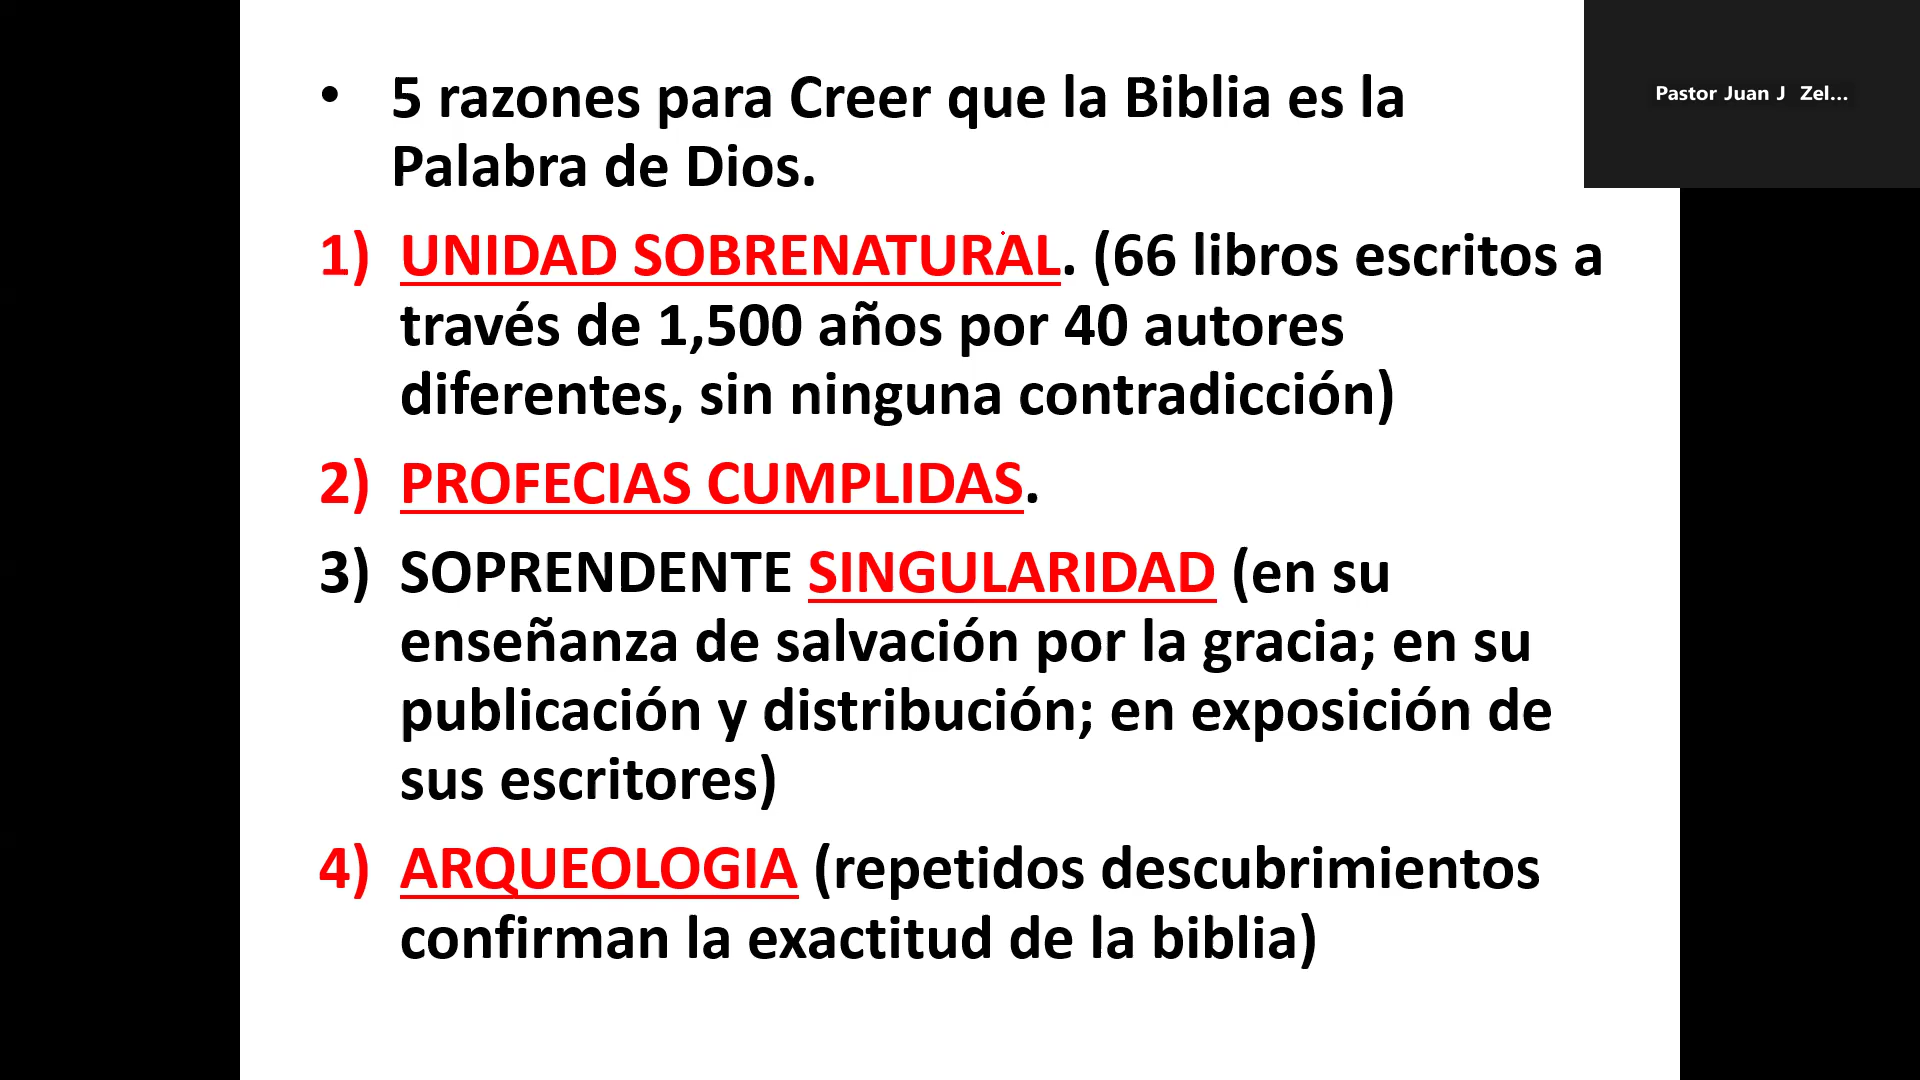 • 5 razones para Creer que la Biblia es la
Palabra de Dios.
1) UNIDAD SOBRENATURAL. (66 libros escritos a
través de 1,500 años por 40 autores
diferentes, sin ninguna contradicción)
2) PROFECIAS CUMPLIDAS.
3) SOPRENDENTE SINGULARIDAD (en su
enseñanza de salvación por la gracia; en su
publicación y distribución; en exposición de
sus escritores)
4) ARQUEOLOGIA (repetidos descubrimientos
confirman la exactitud de la biblia)
Pastor Juan J Zel...